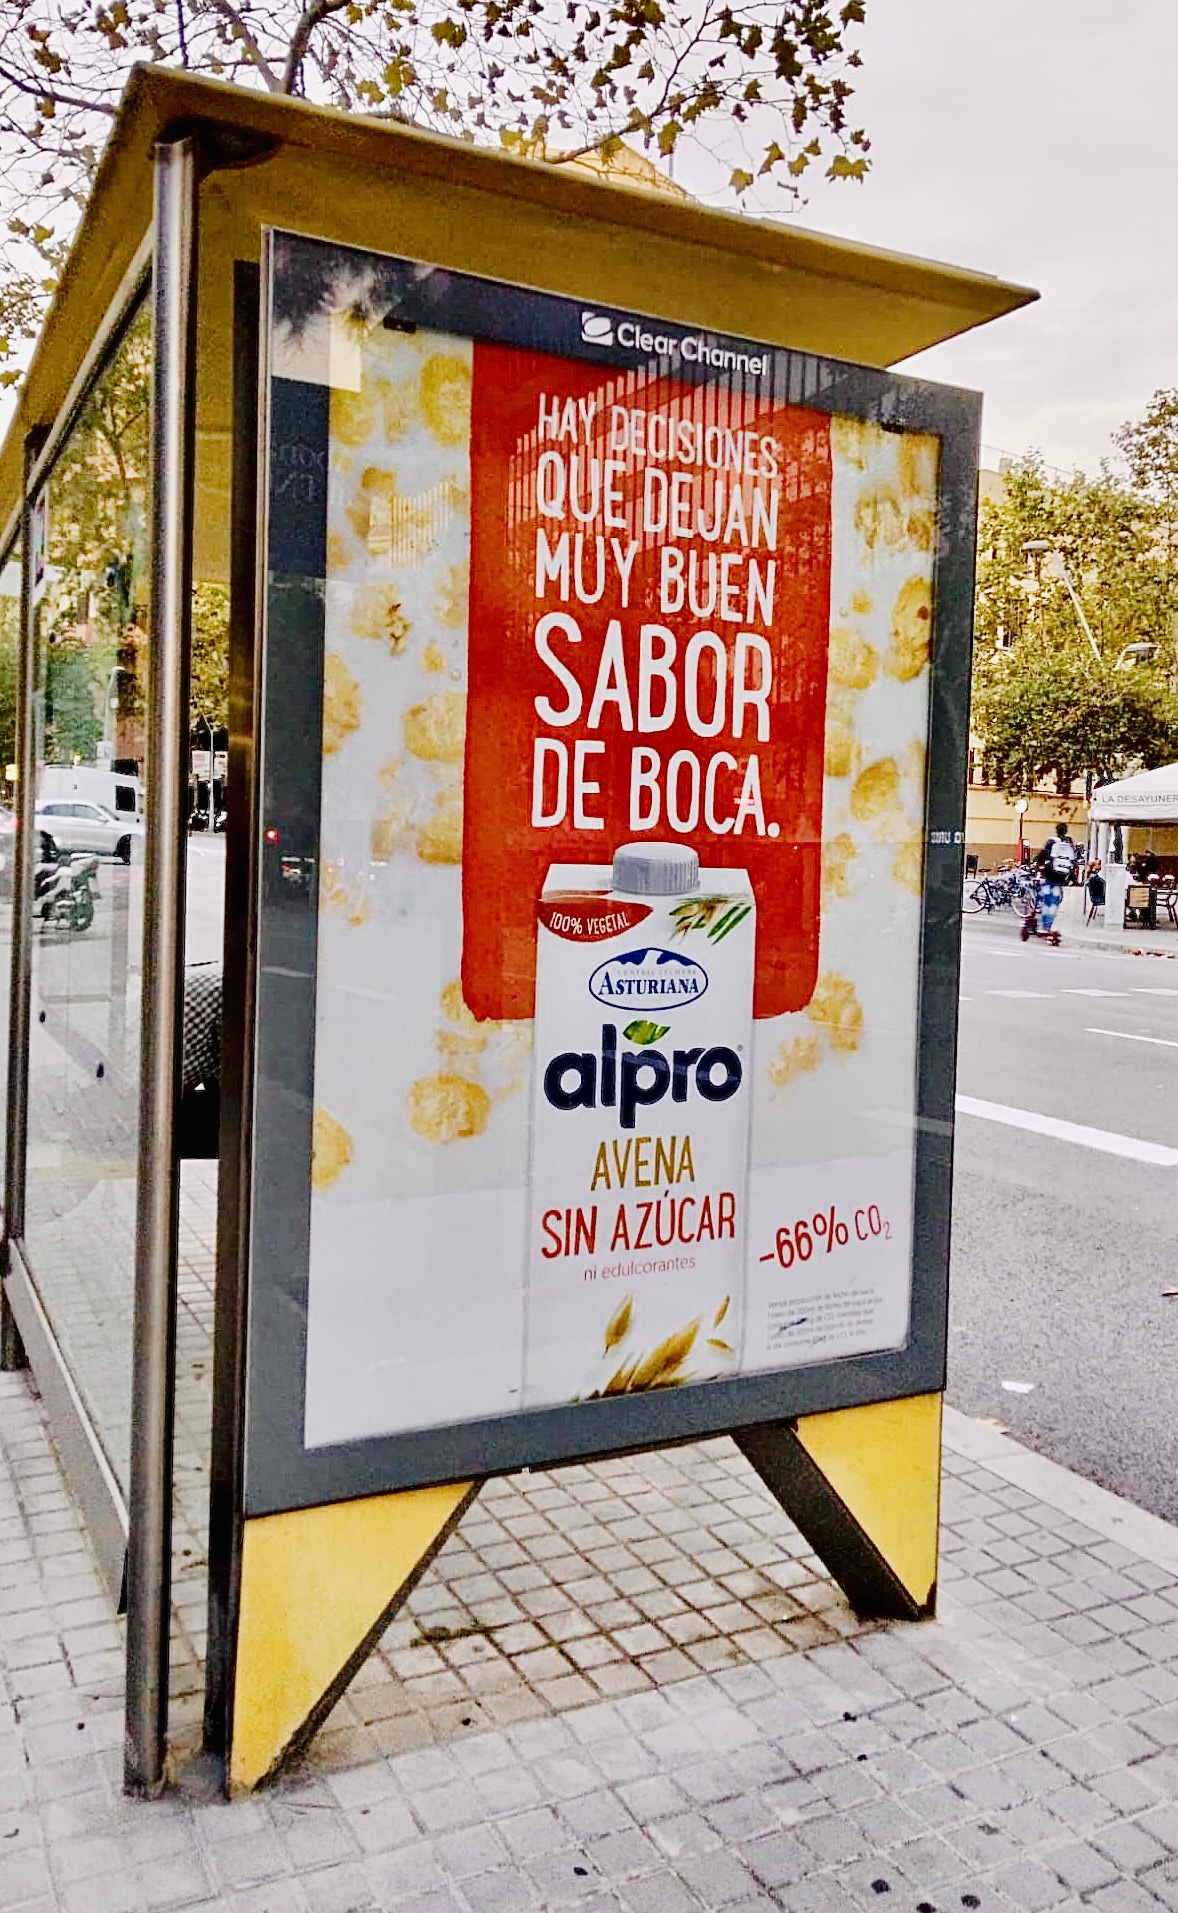 Clear Channel
HAY DECISIONES
QUE DEJAN
MUY BUEN
SABOR
DE BOCA.
100% VEGETAL
ASTURIANA
alpro
AVENA
SIN AZÚCAR
ni edulcorantes
-66% CO₂
LA DESAYUNER